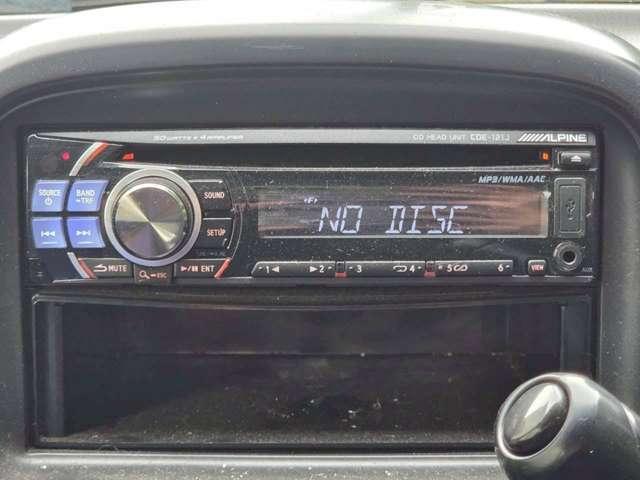 50 WATTS × 4 AMPLIFIER
CD HEAD UNIT CDE-121J ALPINE
MP3/WMA/AAC
SOURCE BAND
TRF
SOUND
SETUP
NO DISC
MUTE
ESC
ENT
1 2 3 4 5 6 VIEW
AUX